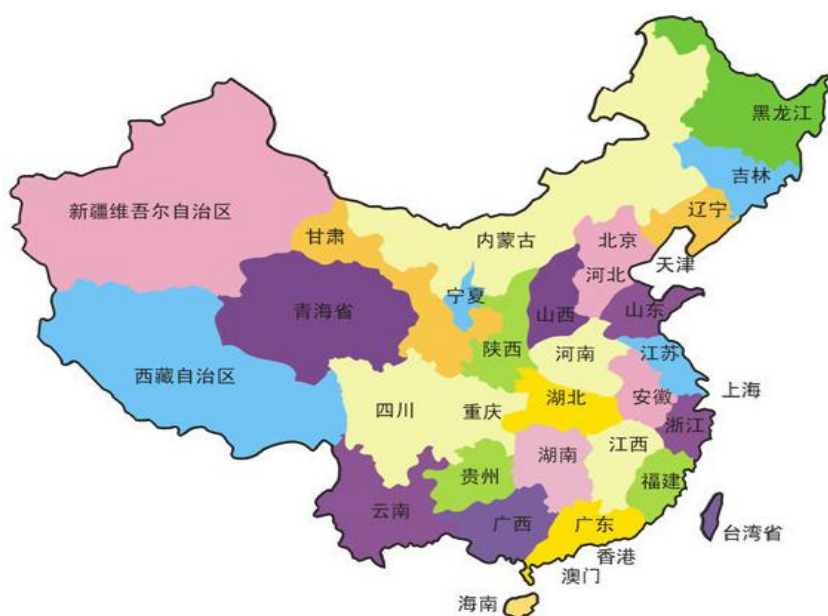 黑龙江
吉林
辽宁
新疆维吾尔自治区
甘肃
内蒙古
北京
天津
河北
宁夏
青海省
山西
山东
陕西
河南
江苏
西藏自治区
上海
四川
重庆
湖北
安徽
浙江
江西
湖南
贵州
福建
云南
广西
广东
台湾省
香港
澳门
海南